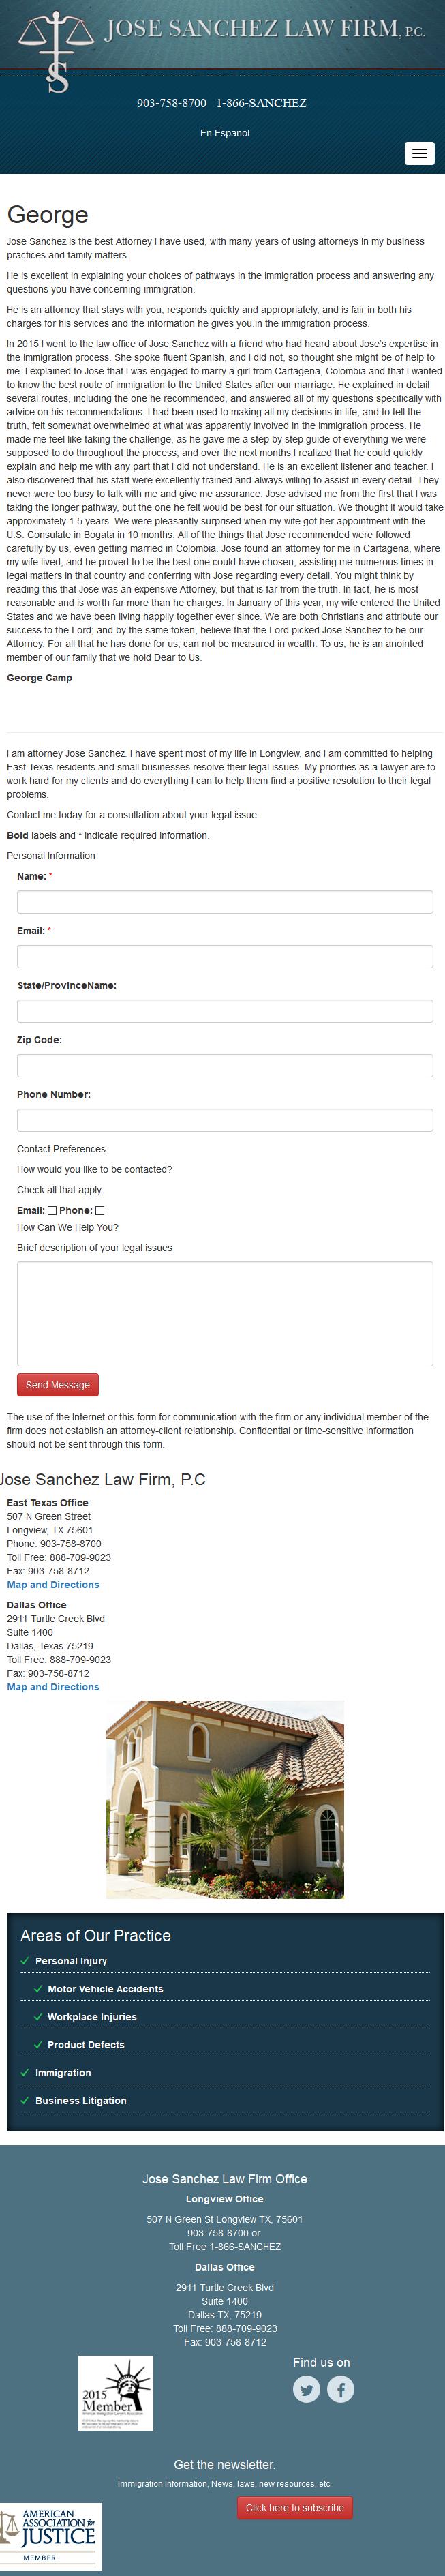 JOSE SANCHEZ LAW FIRM, P.C.
JS
903-758-8700 1-866-SANCHEZ
En Espanol
George
Jose Sanchez is the best Attorney I have used, with many years of using attorneys in my business
practices and family matters.
He is excellent in explaining your choices of pathways in the immigration process and answering any
questions you have concerning immigration.
He is an attorney that stays with you, responds quickly and appropriately, and is fair in both his
charges for his services and the information he gives you in the immigration process.
In 2015 I went to the law office of Jose Sanchez with a friend who had heard about Jose's expertise in
the immigration process. She spoke fluent Spanish, and I did not, so thought she might be of help to
me. I explained to Jose that I was engaged to marry a girl from Cartagena, Colombia and that I wanted
to know the best route of immigration to the United States after our marriage. He explained in detail
several routes, including the one he recommended, and answered all of my questions specifically with
advice on his recommendations. I had been used to making all my decisions in life, and to tell the
truth, felt somewhat overwhelmed at what was apparently involved in the immigration process. He
made me feel like taking the challenge, as he gave me a step by step guide of everything we were
supposed to do throughout the process, and over the next months I realized that he could quickly
explain and help me with any part that I did not understand. He is an excellent listener and teacher. I
also discovered that his staff were excellently trained and always willing to assist in every detail. They
never were too busy to talk with me and give me assurance. Jose advised me from the first that I was
taking the longer pathway, but the one he felt would be best for our situation. We thought it would take
approximately 1.5 years. We were pleasantly surprised when my wife got her appointment with the
U.S. Consulate in Bogata in 10 months. All of the things that Jose recommended were followed
carefully by us, even getting married in Colombia. Jose found an attorney for me in Cartagena, where
my wife lived, and he proved to be the best one could have chosen, assisting me numerous times in
legal matters in that country and conferring with Jose regarding every detail. You might think by
reading this that Jose was an expensive Attorney, but that is far from the truth. In fact, he is most
reasonable and is worth far more than he charges. In January of this year, my wife entered the United
States and we have been living happily together ever since. We are both Christians and attribute our
success to the Lord; and by the same token, believe that the Lord picked Jose Sanchez to be our
Attorney. For all that he has done for us, can not be measured in wealth. To us, he is an anointed
member of our family that we hold Dear to Us.
George Camp
I am attorney Jose Sanchez. I have spent most of my life in Longview, and I am committed to helping
East Texas residents and small businesses resolve their legal issues. My priorities as a lawyer are to
work hard for my clients and do everything I can to help them find a positive resolution to their legal
problems.
Contact me today for a consultation about your legal issue.
Bold labels and * indicate required information.
Personal Information
Name: *
Email: *
State/ProvinceName:
Zip Code:
Phone Number:
Contact Preferences
How would you like to be contacted?
Check all that apply.
Email: Phone:
How Can We Help You?
Brief description of your legal issues
Send Message
The use of the Internet or this form for communication with the firm or any individual member of the
firm does not establish an attorney-client relationship. Confidential or time-sensitive information
should not be sent through this form.
Jose Sanchez Law Firm, P.C
East Texas Office
507 N Green Street
Longview, TX 75601
Phone: 903-758-8700
Toll Free: 888-709-9023
Fax: 903-758-8712
Map and Directions
Dallas Office
2911 Turtle Creek Blvd
Suite 1400
Dallas, Texas 75219
Toll Free: 888-709-9023
Fax: 903-758-8712
Map and Directions
Areas of Our Practice
Personal Injury
Motor Vehicle Accidents
Workplace Injuries
Product Defects
Immigration
Business Litigation
Jose Sanchez Law Firm Office
Longview Office
507 N Green St Longview TX, 75601
903-758-8700 or
Toll Free 1-866-SANCHEZ
Dallas Office
2911 Turtle Creek Blvd
Suite 1400
Dallas TX, 75219
Toll Free: 888-709-9023
Fax: 903-758-8712
2015
Member
Find us on
Get the newsletter.
Immigration Information, News, laws, new resources, etc.
Click here to subscribe
AMERICAN
ASSOCIATION for
JUSTICE
MEMBER